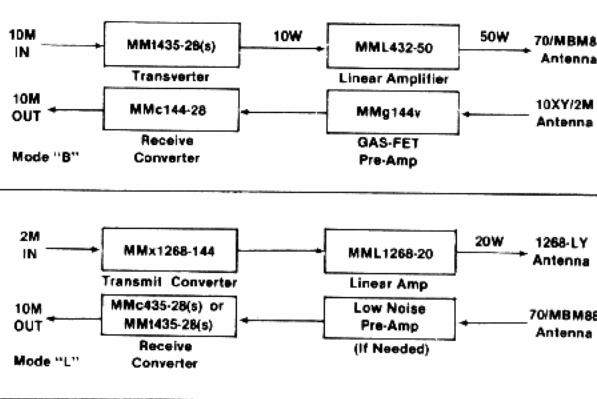 10M IN
MMt435-28(s)
Transverter
10W
MML432-50
Linear Amplifier
50W
70/MBM8
Antenna
10M OUT
MMc144-28
Receive Converter
MMg144v
GAS-FET Pre-Amp
10XY/2M
Antenna
Mode "B"
2M IN
MMx1268-144
Transmit Converter
MML1268-20
Linear Amp
20W
1268-LY
Antenna
10M OUT
MMc435-28(s) or
MMt435-28(s)
Receive Converter
Low Noise
Pre-Amp
(If Needed)
70/MBM88
Antenna
Mode "L"